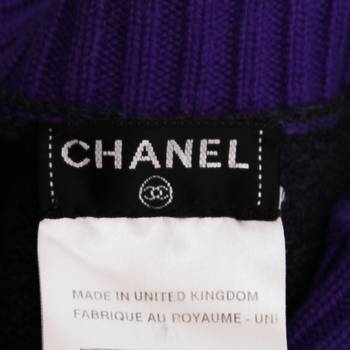 CHANEL
MADE IN UNITED KINGDOM
FABRIQUE AU ROYAUME - UNI